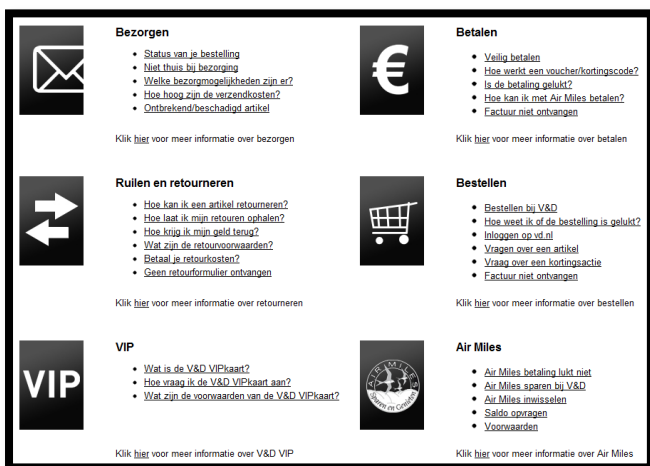 Bezorgen
Status van je bestelling
Niet thuis bij bezorging
Welke bezorgmogelijkheden zijn er?
Hoe hoog zijn de verzendkosten?
Ontbrekend/beschadigd artikel
Klik hier voor meer informatie over bezorgen
€
Betalen
Veilig betalen
Hoe werkt een voucher/kortingscode?
Is de betaling gelukt?
Hoe kan ik met Air Miles betalen?
Factuur niet ontvangen
Klik hier voor meer informatie over betalen
Ruilen en retourneren
Hoe kan ik een artikel retourneren?
Hoe laat ik mijn retouren ophalen?
Hoe krijg ik mijn geld terug?
Wat zijn de retourvoorwaarden?
Betaal je retourkosten?
Geen retourformulier ontvangen
Klik hier voor meer informatie over retourneren
Bestellen
Bestellen bij V&D
Hoe weet ik of de bestelling is gelukt?
Inloggen op vd.nl
Vragen over een artikel
Vraag over een kortingsactie
Factuur niet ontvangen
Klik hier voor meer informatie over bestellen
VIP
VIP
Wat is de V&D VIPkaart?
Hoe vraag ik de V&D VIPkaart aan?
Wat zijn de voorwaarden van de V&D VIPkaart?
Klik hier voor meer informatie over V&D VIP
AIR MILES
Sparen en Genieten
Air Miles
Air Miles betaling lukt niet
Air Miles sparen bij V&D
Air Miles inwisselen
Saldo opvragen
Voorwaarden
Klik hier voor meer informatie over Air Miles